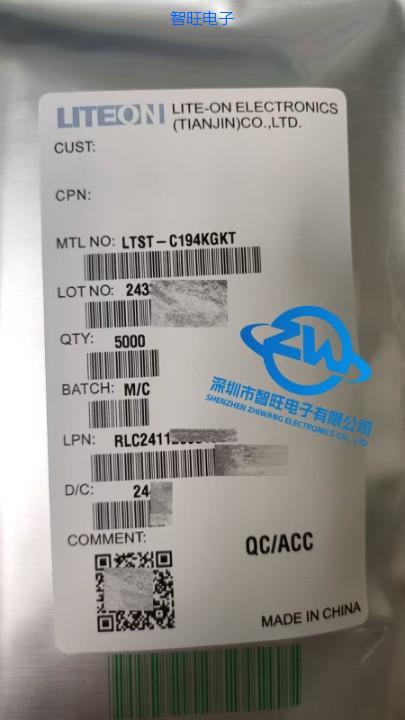 智旺电子
LITEON LITE-ON ELECTRONICS
(TIANJIN)CO.,LTD.
CUST:
CPN:
MTL NO: LTST-C194KGKT
LOT NO: 243
QTY: 5000
BATCH: M/C
LPN: RLC2411
D/C: 24
COMMENT:
QC/ACC
MADE IN CHINA
ZW
深圳市智旺电子有限公司
SHENZHEN ZHIWANG ELECTRONICS CO., LTD